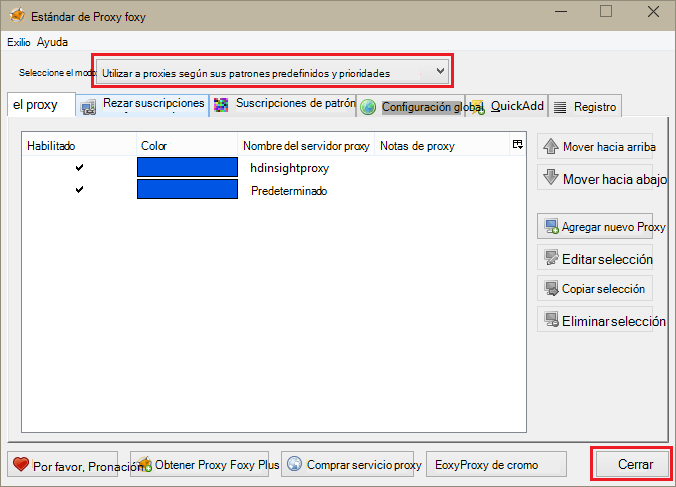 Estándar de Proxy foxy
Exilio Ayuda
Seleccione el modo: Utilizar a proxies según sus patrones predefinidos y prioridades
el proxy Rezar suscripciones Suscripciones de patrón Configuración global QuickAdd Registro
Habilitado Color Nombre del servidor proxy Notas de proxy
hdinsightproxy
Predeterminado
Mover hacia arriba
Mover hacia abajo
Agregar nuevo Proxy
Editar selección
Copiar selección
Eliminar selección
Por favor, Pronación Obtener Proxy Foxy Plus Comprar servicio proxy EoxyProxy de cromo Cerrar